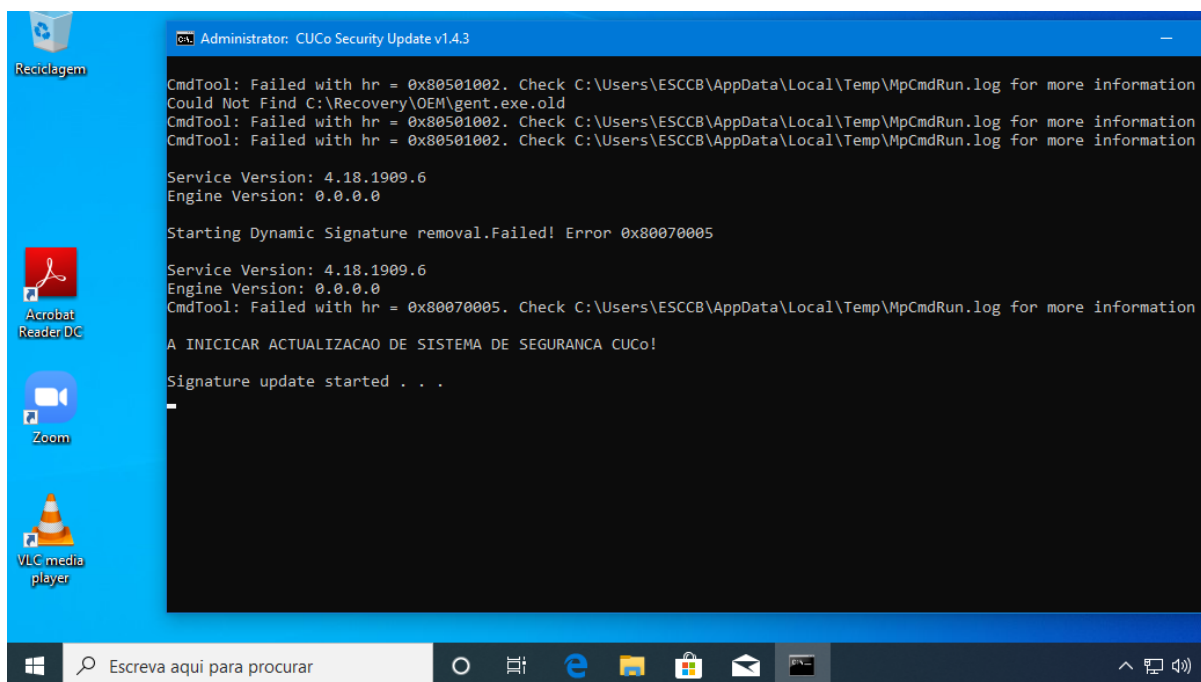 Reciclagem
Administrator: CUCo Security Update v1.4.3
CmdTool: Failed with hr = 0x80501002. Check C:\Users\ESCCB\AppData\Local\Temp\MpCmdRun.log for more information
Could Not Find C:\Recovery\OEM\gent.exe.old
CmdTool: Failed with hr = 0x80501002. Check C:\Users\ESCCB\AppData\Local\Temp\MpCmdRun.log for more information
CmdTool: Failed with hr = 0x80501002. Check C:\Users\ESCCB\AppData\Local\Temp\MpCmdRun.log for more information
Service Version: 4.18.1909.6
Engine Version: 0.0.0.0
Starting Dynamic Signature removal.Failed! Error 0x80070005
Service Version: 4.18.1909.6
Engine Version: 0.0.0.0
CmdTool: Failed with hr = 0x80070005. Check C:\Users\ESCCB\AppData\Local\Temp\MpCmdRun.log for more information
A INICICAR ACTUALIZACAO DE SISTEMA DE SEGURANCA CUCo!
Signature update started . . .
Acrobat
Reader DC
Zoom
VLC media
player
Escreva aqui para procurar